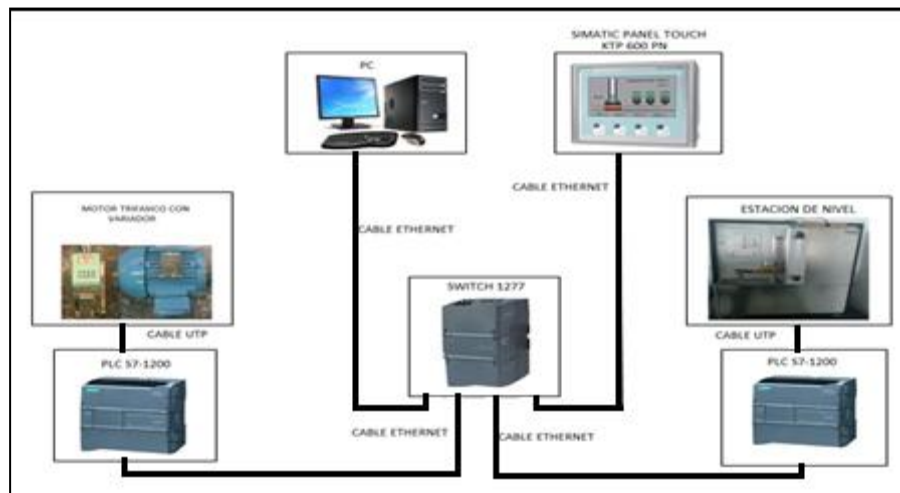 SIMATIC PANEL TOUCH
KTP 600 PN
PC
CABLE ETHERNET
CABLE ETHERNET
MOTOR TRIFASICO CON
VARIADOR
ESTACION DE NIVEL
SWITCH 1277
CABLE UTP
CABLE UTP
PLC S7-1200
PLC S7-1200
CABLE ETHERNET
CABLE ETHERNET